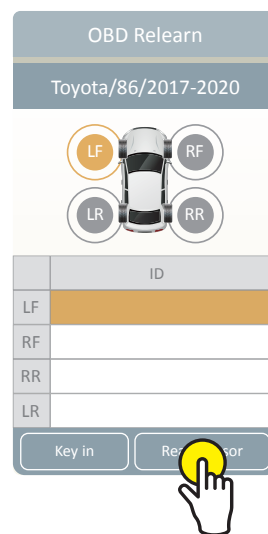 OBD Relearn
Toyota/86/2017-2020
LF RF
LR RR
ID
LF
RF
RR
LR
Key in